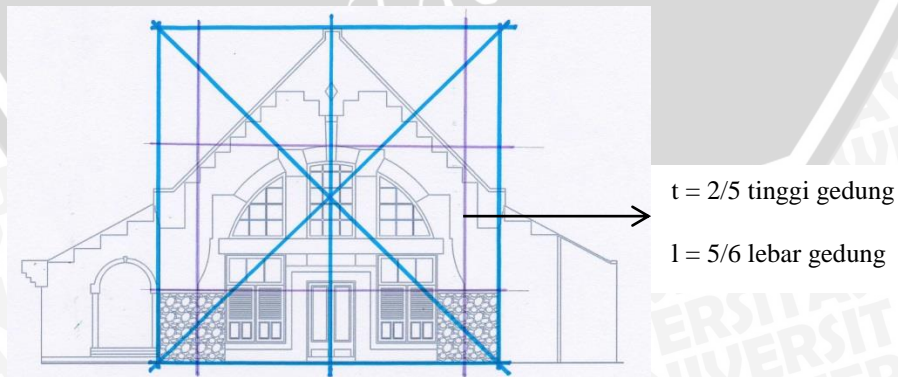 t = 2/5 tinggi gedung
l = 5/6 lebar gedung